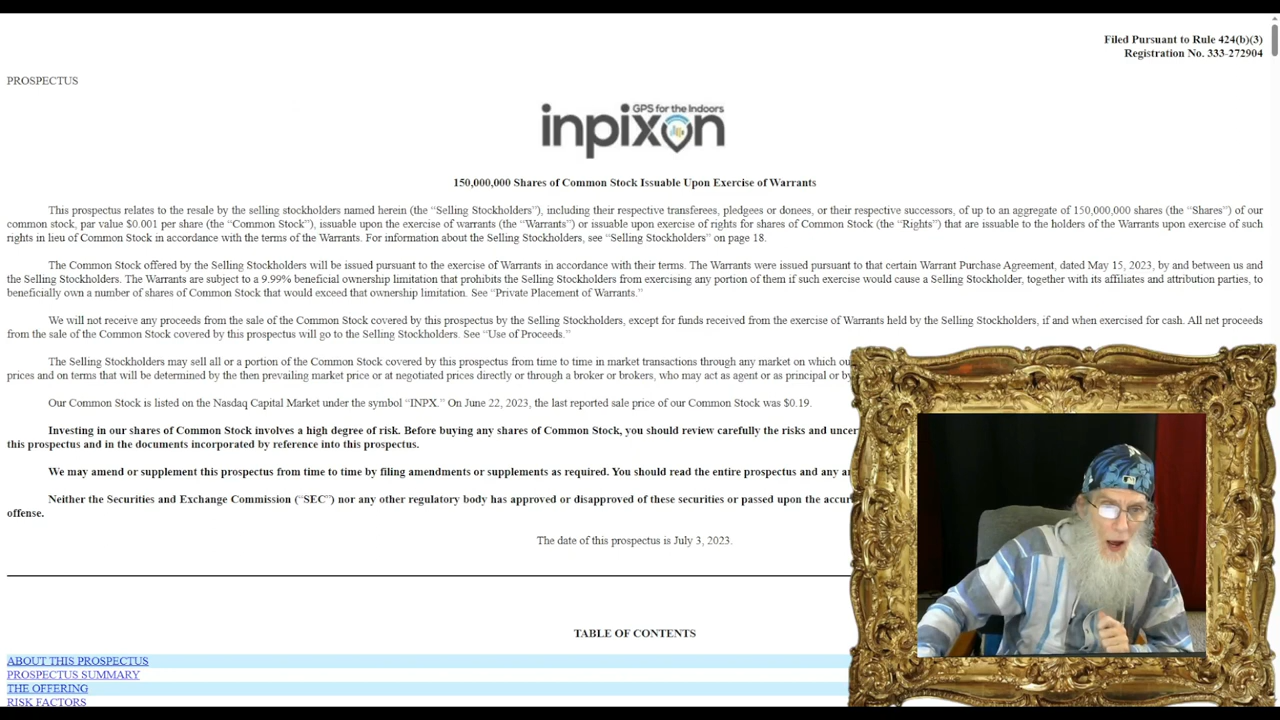 Filed Pursuant to Rule 424(b)(3)
Registration No. 333-272904
PROSPECTUS
GPS for the Indoors
inpixon
150,000,000 Shares of Common Stock Issuable Upon Exercise of Warrants
This prospectus relates to the resale by the selling stockholders named herein (the “Selling Stockholders”), including their respective transferees, pledgees or donees, or their respective successors, of up to an aggregate of 150,000,000 shares (the “Shares”) of our
common stock, par value $0.001 per share (the “Common Stock”), issuable upon the exercise of warrants (the “Warrants”) or issuable upon exercise of rights for shares of Common Stock (the “Rights”) that are issuable to the holders of the Warrants upon exercise of such
rights in lieu of Common Stock in accordance with the terms of the Warrants. For information about the Selling Stockholders, see “Selling Stockholders” on page 18.
The Common Stock offered by the Selling Stockholders will be issued pursuant to the exercise of Warrants in accordance with their terms. The Warrants were issued pursuant to that certain Warrant Purchase Agreement, dated May 15, 2023, by and between us and
the Selling Stockholders. The Warrants are subject to a 9.99% beneficial ownership limitation that prohibits the Selling Stockholders from exercising any portion of them if such exercise would cause a Selling Stockholder, together with its affiliates and attribution parties, to
beneficially own a number of shares of Common Stock that would exceed that ownership limitation. See “Private Placement of Warrants.”
We will not receive any proceeds from the sale of the Common Stock covered by this prospectus by the Selling Stockholders, except for funds received from the exercise of Warrants held by the Selling Stockholders, if and when exercised for cash. All net proceeds
from the sale of the Common Stock covered by this prospectus will go to the Selling Stockholders. See “Use of Proceeds.”
The Selling Stockholders may sell all or a portion of the Common Stock covered by this prospectus from time to time in market transactions through any market on which ou
prices and on terms that will be determined by the then prevailing market price or at negotiated prices directly or through a broker or brokers, who may act as agent or as principal or by
Our Common Stock is listed on the Nasdaq Capital Market under the symbol “INPX.” On June 22, 2023, the last reported sale price of our Common Stock was $0.19.
Investing in our shares of Common Stock involves a high degree of risk. Before buying any shares of Common Stock, you should review carefully the risks and uncer
this prospectus and in the documents incorporated by reference into this prospectus.
We may amend or supplement this prospectus from time to time by filing amendments or supplements as required. You should read the entire prospectus and any a
Neither the Securities and Exchange Commission (“SEC”) nor any other regulatory body has approved or disapproved of these securities or passed upon the accur
offense.
The date of this prospectus is July 3, 2023.
TABLE OF CONTENTS
ABOUT THIS PROSPECTUS
PROSPECTUS SUMMARY
THE OFFERING
RISK FACTORS